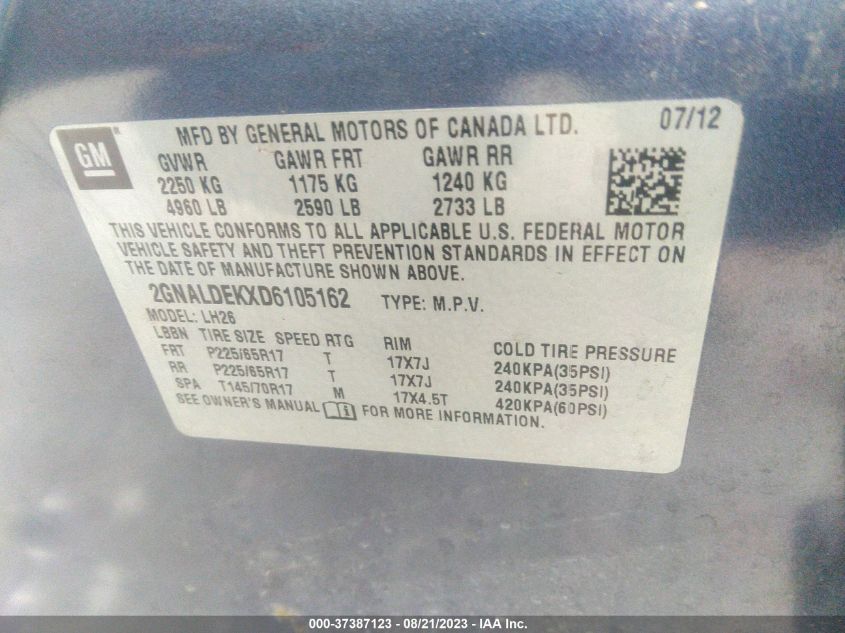 GM
MFD BY GENERAL MOTORS OF CANADA LTD. 07/12
GVWR GAWR FRT GAWR RR
2250 KG 1175 KG 1240 KG
4960 LB 2590 LB 2733 LB
THIS VEHICLE CONFORMS TO ALL APPLICABLE U.S. FEDERAL MOTOR
VEHICLE SAFETY AND THEFT PREVENTION STANDARDS IN EFFECT ON
THE DATE OF MANUFACTURE SHOWN ABOVE.
2GNALDEKXD6105162 TYPE: M.P.V.
MODEL: LH26
LBBN TIRE SIZE SPEED RTG RIM COLD TIRE PRESSURE
FRT P225/65R17 T 17X7J 240KPA(35PSI)
RR P225/65R17 T 17X7J 240KPA(35PSI)
SPA T145/70R17 M 17X4.5T 420KPA(60PSI)
SEE OWNER'S MANUAL FOR MORE INFORMATION.
000-37387123 - 08/21/2023 - IAA Inc.